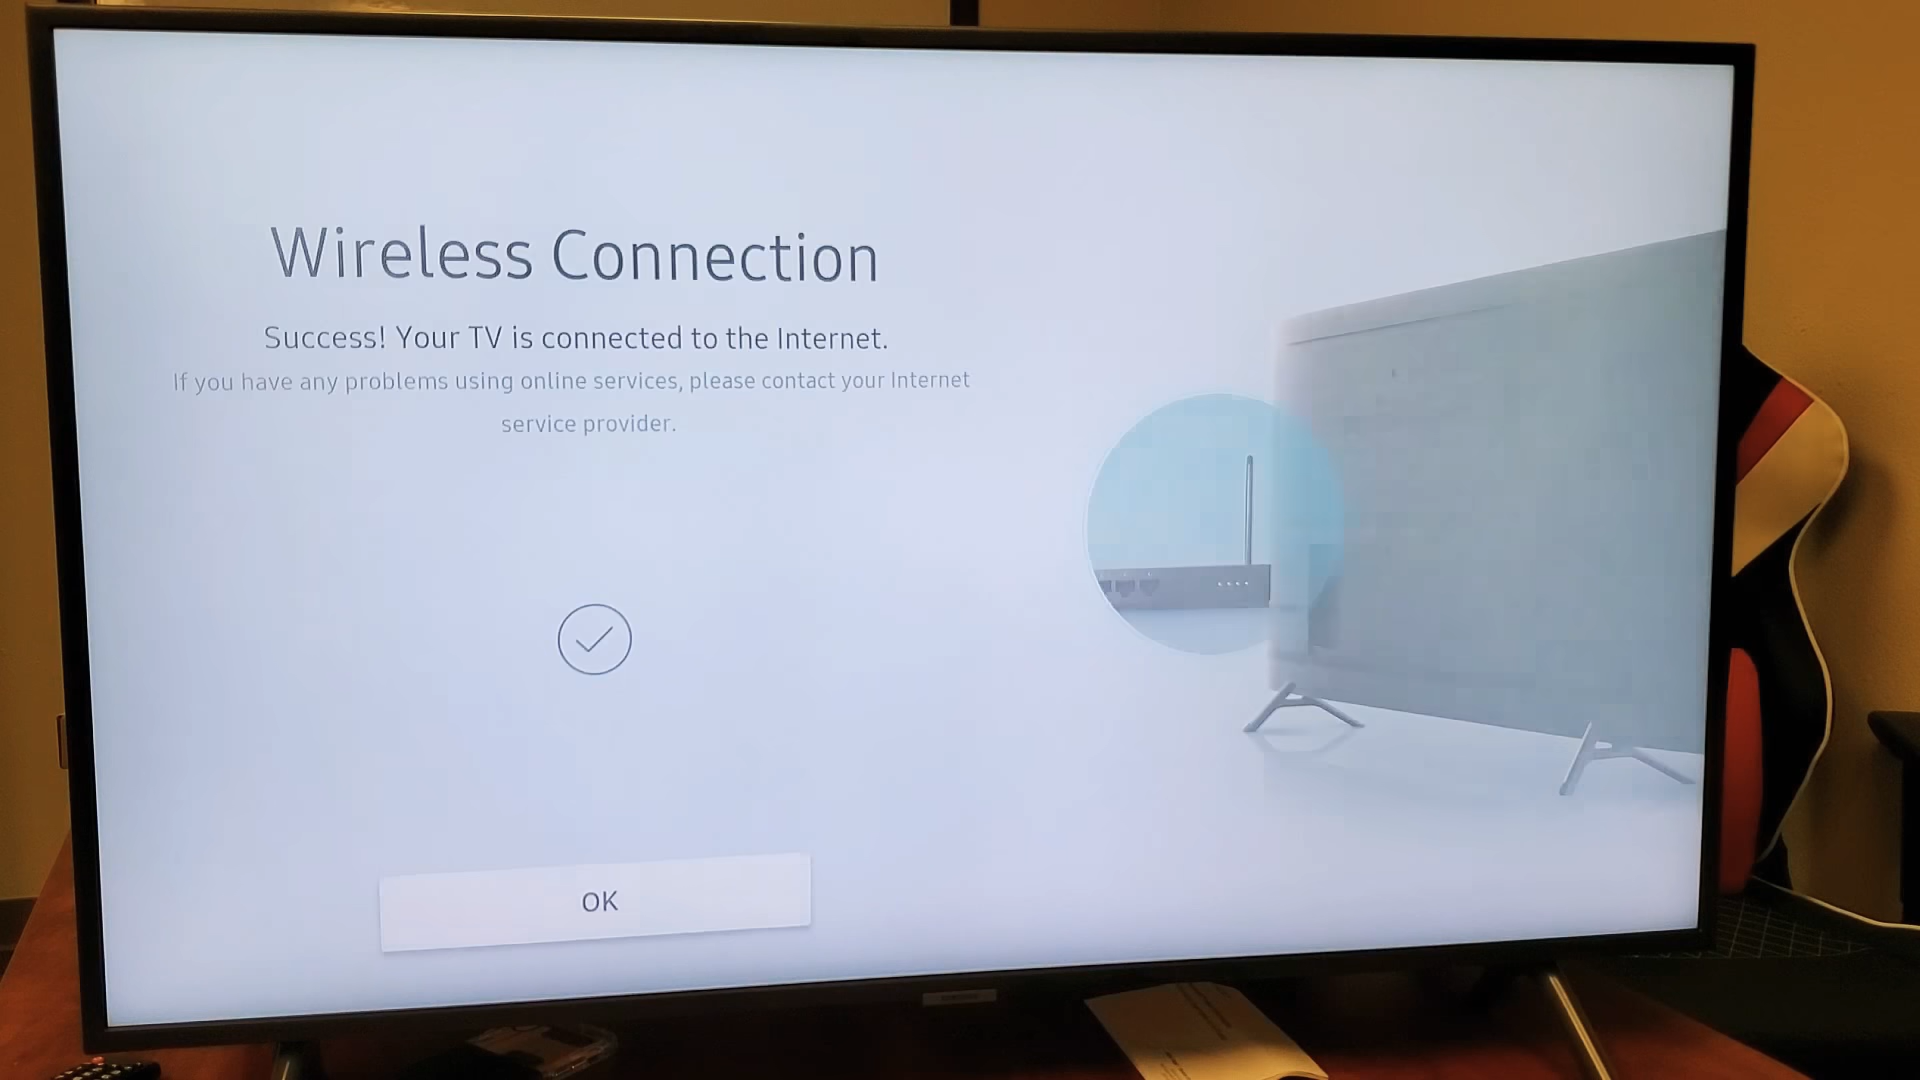 Wireless Connection
Success! Your TV is connected to the Internet.
If you have any problems using online services, please contact your Internet
service provider.
OK